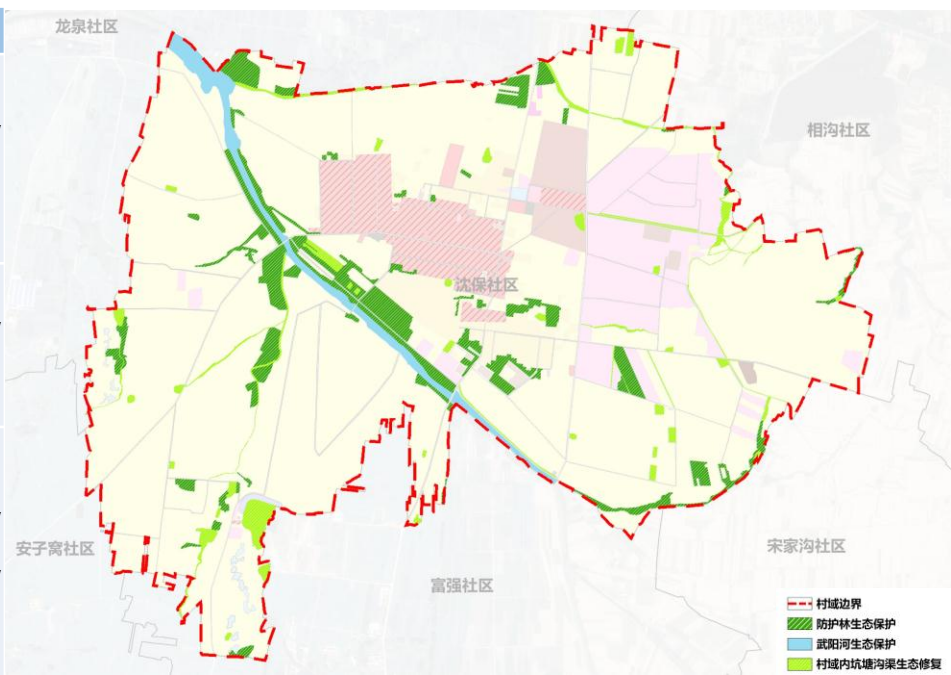 龙泉社区
相沟社区
沈保社区
安子窝社区
富强社区
宋家沟社区
村域边界
防护林生态保护
武阳河生态保护
村域内坑塘沟渠生态修复